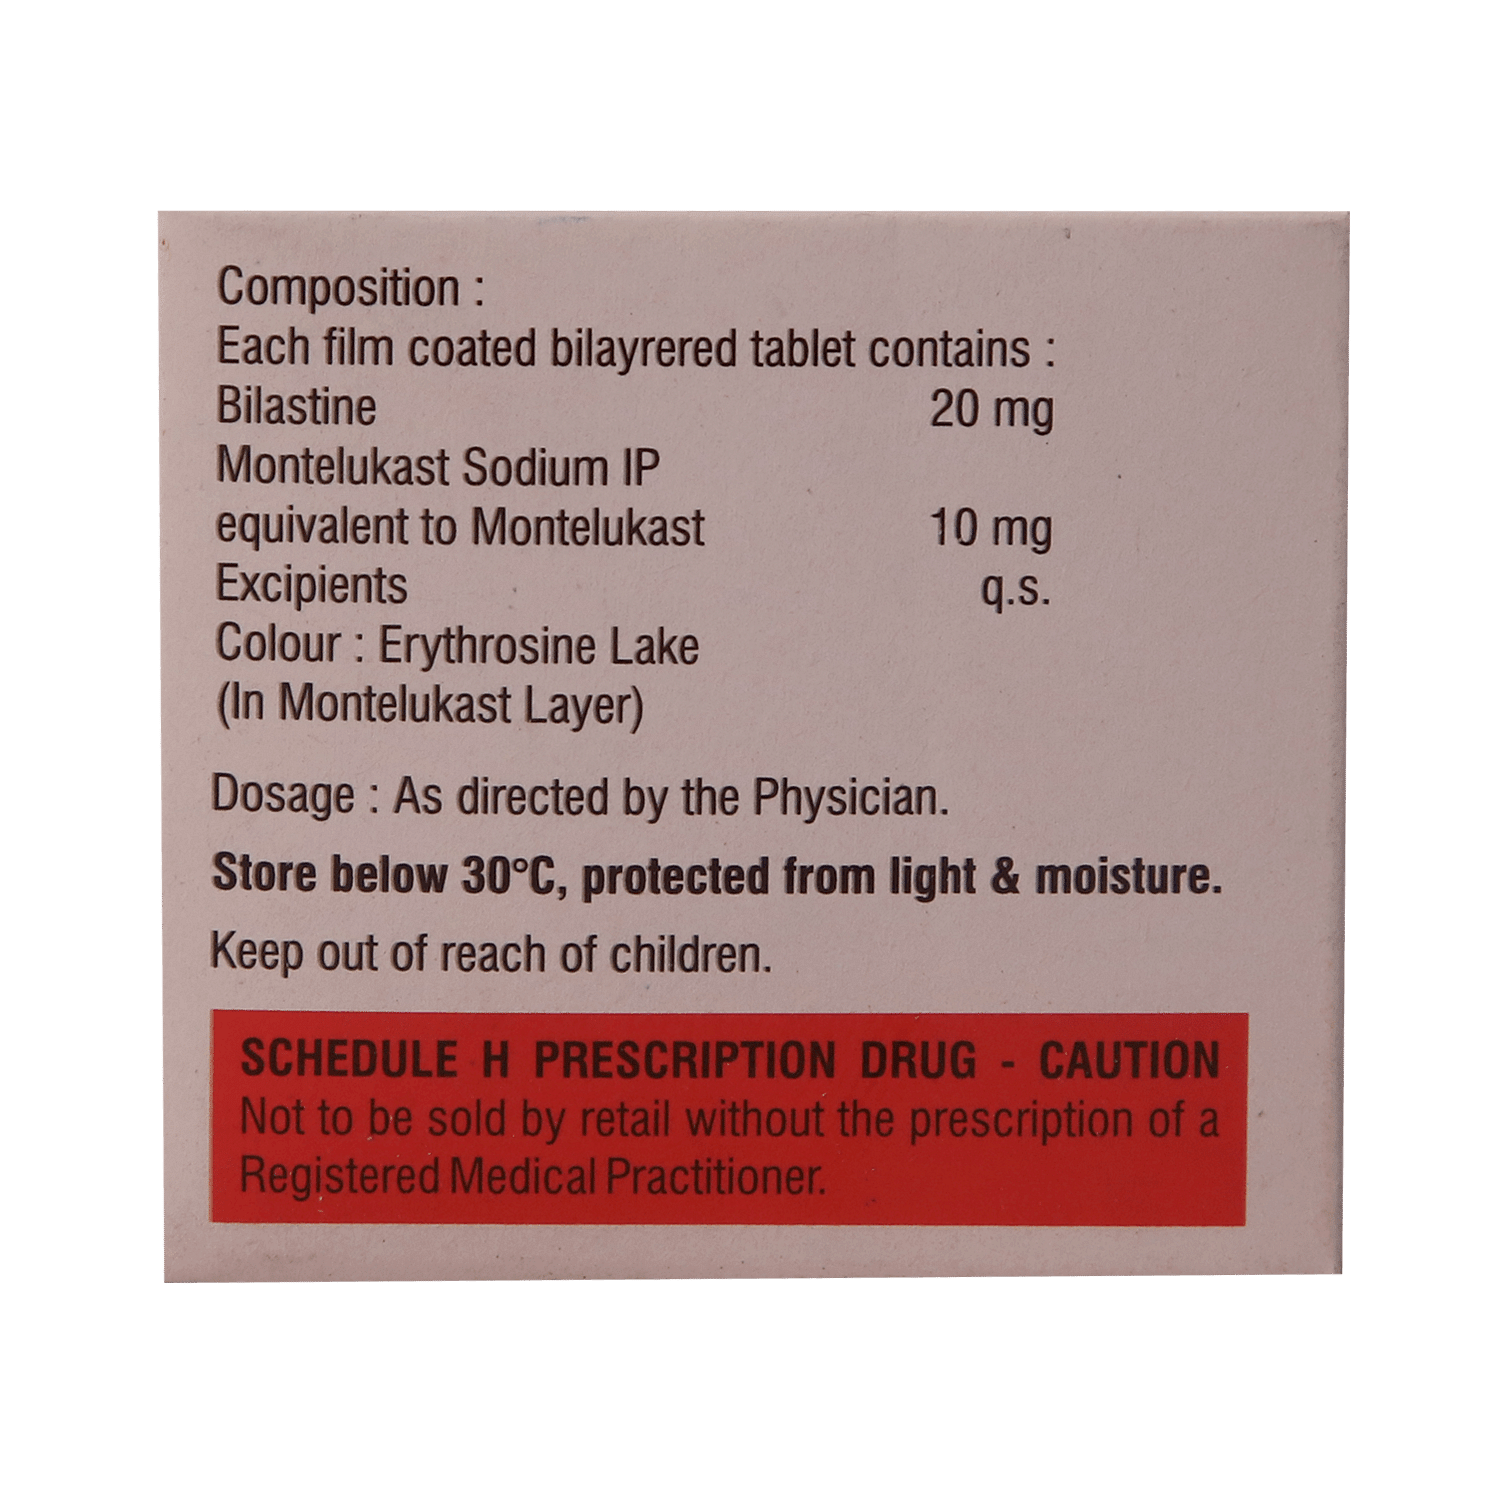 Composition :
Each film coated bilayrered tablet contains :
Bilastine 20 mg
Montelukast Sodium IP
equivalent to Montelukast 10 mg
Excipients q.s.
Colour : Erythrosine Lake
(In Montelukast Layer)
Dosage : As directed by the Physician.
Store below 30°C, protected from light & moisture.
Keep out of reach of children.
SCHEDULE H PRESCRIPTION DRUG - CAUTION
Not to be sold by retail without the prescription of a
Registered Medical Practitioner.